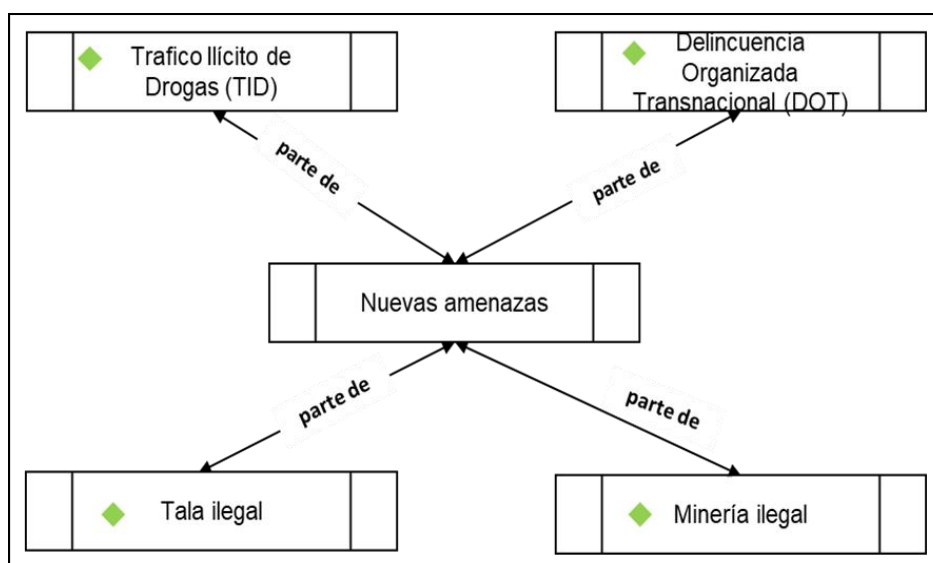 Trafico Ilícito de
Drogas (TID)
Delincuencia
Organizada
Transnacional (DOT)
parte de
parte de
Nuevas amenazas
parte de
parte de
Tala ilegal
Minería ilegal